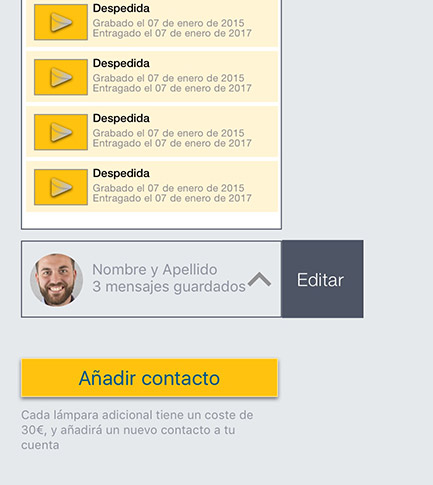 Despedida
Grabado el 07 de enero de 2015
Entragado el 07 de enero de 2017
Despedida
Grabado el 07 de enero de 2015
Entragado el 07 de enero de 2017
Despedida
Grabado el 07 de enero de 2015
Entragado el 07 de enero de 2017
Despedida
Grabado el 07 de enero de 2015
Entragado el 07 de enero de 2017
Nombre y Apellido
3 mensajes guardados
Editar
Añadir contacto
Cada lámpara adicional tiene un coste de
30€, y añadirá un nuevo contacto a tu
cuenta